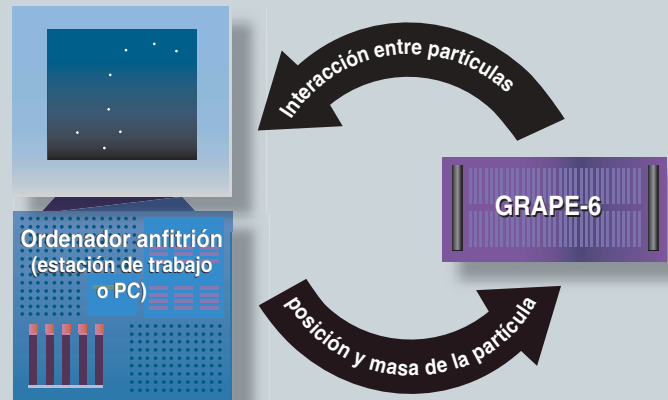 Interacción entre partículas
GRAPE-6
Ordenador anfitrión
(estación de trabajo
o PC)
posición y masa de la partícula